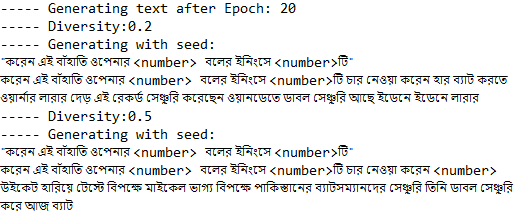 ----- Generating text after Epoch: 20
----- Diversity:0.2
----- Generating with seed:
"করেন এই বাঁহাতি ওপেনার <number> বলের ইনিংসে <number>টি"
করেন এই বাঁহাতি ওপেনার <number> বলের ইনিংসে <number>টি চার নেওয়া করেন হার ব্যাট করতে
ওয়ার্নার লারার দেড় এই রেকর্ড সেঞ্চুরি করেছেন ওয়ানডেতে ডাবল সেঞ্চুরি আছে ইডেনে ইডেনে লারার
----- Diversity:0.5
----- Generating with seed:
"করেন এই বাঁহাতি ওপেনার <number> বলের ইনিংসে <number>টি"
করেন এই বাঁহাতি ওপেনার <number> বলের ইনিংসে <number>টি চার নেওয়া করেন <number>
উইকেট হারিয়ে টেস্টে বিপক্ষে মাইকেল ভাগ্য বিপক্ষে পাকিস্তানের ব্যাটসম্যানদের সেঞ্চুরি তিনি ডাবল সেঞ্চুরি
করে আজ ব্যাট